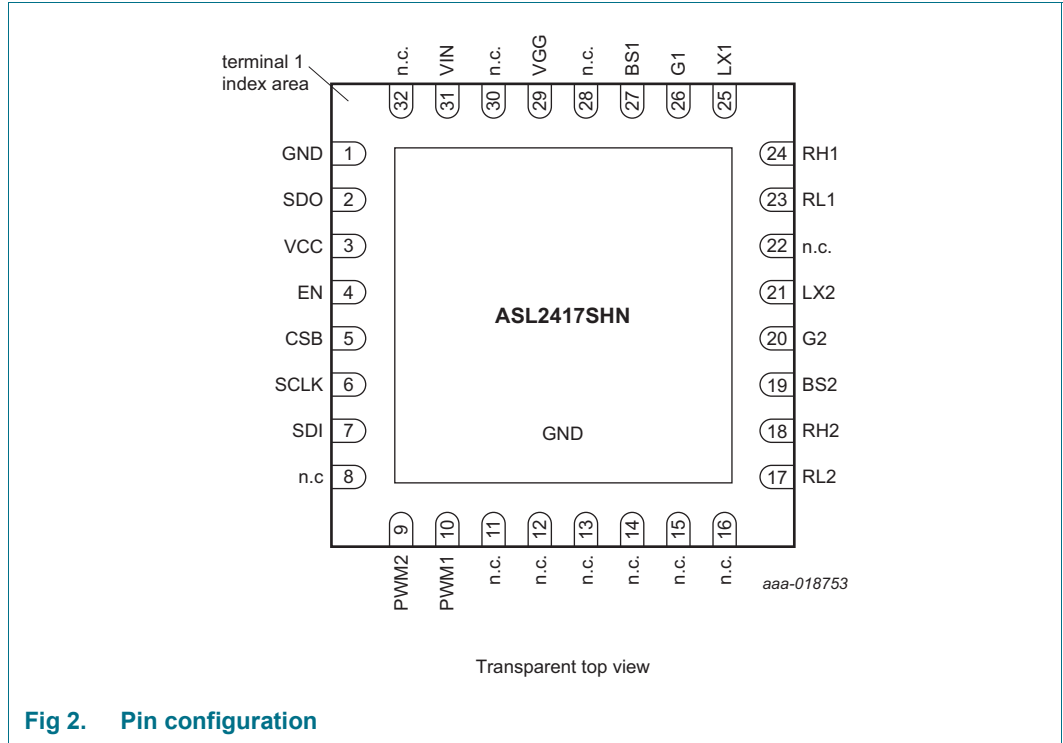 terminal 1
index area
n.c.
VIN
n.c.
VGG
n.c.
BS1
G1
LX1
32
31
30
29
28
27
26
25
GND 1
SDO 2
VCC 3
EN 4
CSB 5
SCLK 6
SDI 7
n.c 8
24 RH1
23 RL1
22 n.c.
21 LX2
20 G2
19 BS2
18 RH2
17 RL2
ASL2417SHN
GND
9
10
11
12
13
14
15
16
PWM2
PWM1
n.c.
n.c.
n.c.
n.c.
n.c.
n.c.
aaa-018753
Transparent top view
Fig 2. Pin configuration